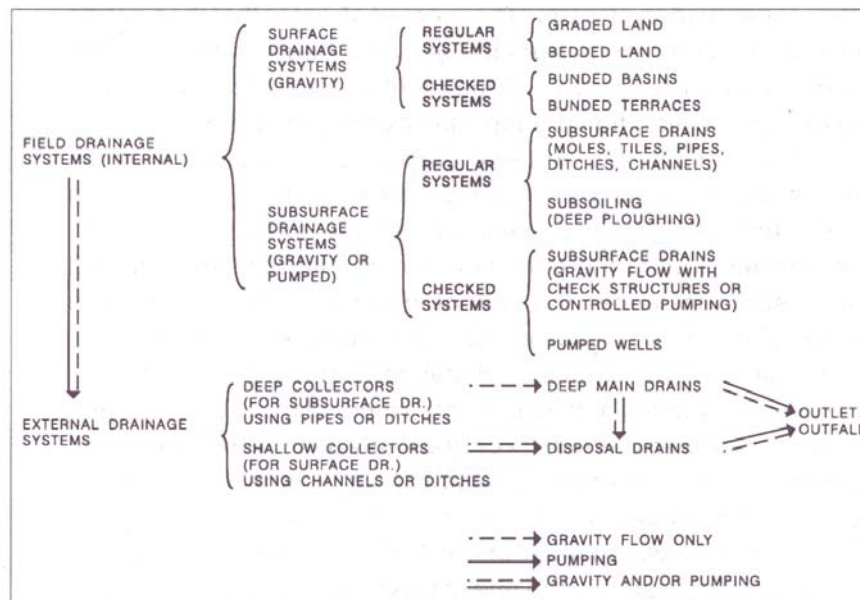 SURFACE
DRAINAGE
SYSYTEMS
(GRAVITY)
REGULAR
SYSTEMS
GRADED LAND
BEDDED LAND
CHECKED
SYSTEMS
BUNDED BASINS
BUNDED TERRACES
FIELD DRAINAGE
SYSTEMS (INTERNAL)
SUBSURFACE
DRAINAGE
SYSTEMS
(GRAVITY OR
PUMPED)
REGULAR
SYSTEMS
SUBSURFACE DRAINS
(MOLES, TILES, PIPES,
DITCHES, CHANNELS)
SUBSOILING
(DEEP PLOUGHING)
CHECKED
SYSTEMS
SUBSURFACE DRAINS
(GRAVITY FLOW WITH
CHECK STRUCTURES OR
CONTROLLED PUMPING)
PUMPED WELLS
EXTERNAL DRAINAGE
SYSTEMS
DEEP COLLECTORS
(FOR SUBSURFACE DR.)
USING PIPES OR DITCHES
DEEP MAIN DRAINS
SHALLOW COLLECTORS
(FOR SURFACE DR.)
USING CHANNELS OR DITCHES
DISPOSAL DRAINS
OUTLET
OUTFALL
GRAVITY FLOW ONLY
PUMPING
GRAVITY AND/OR PUMPING